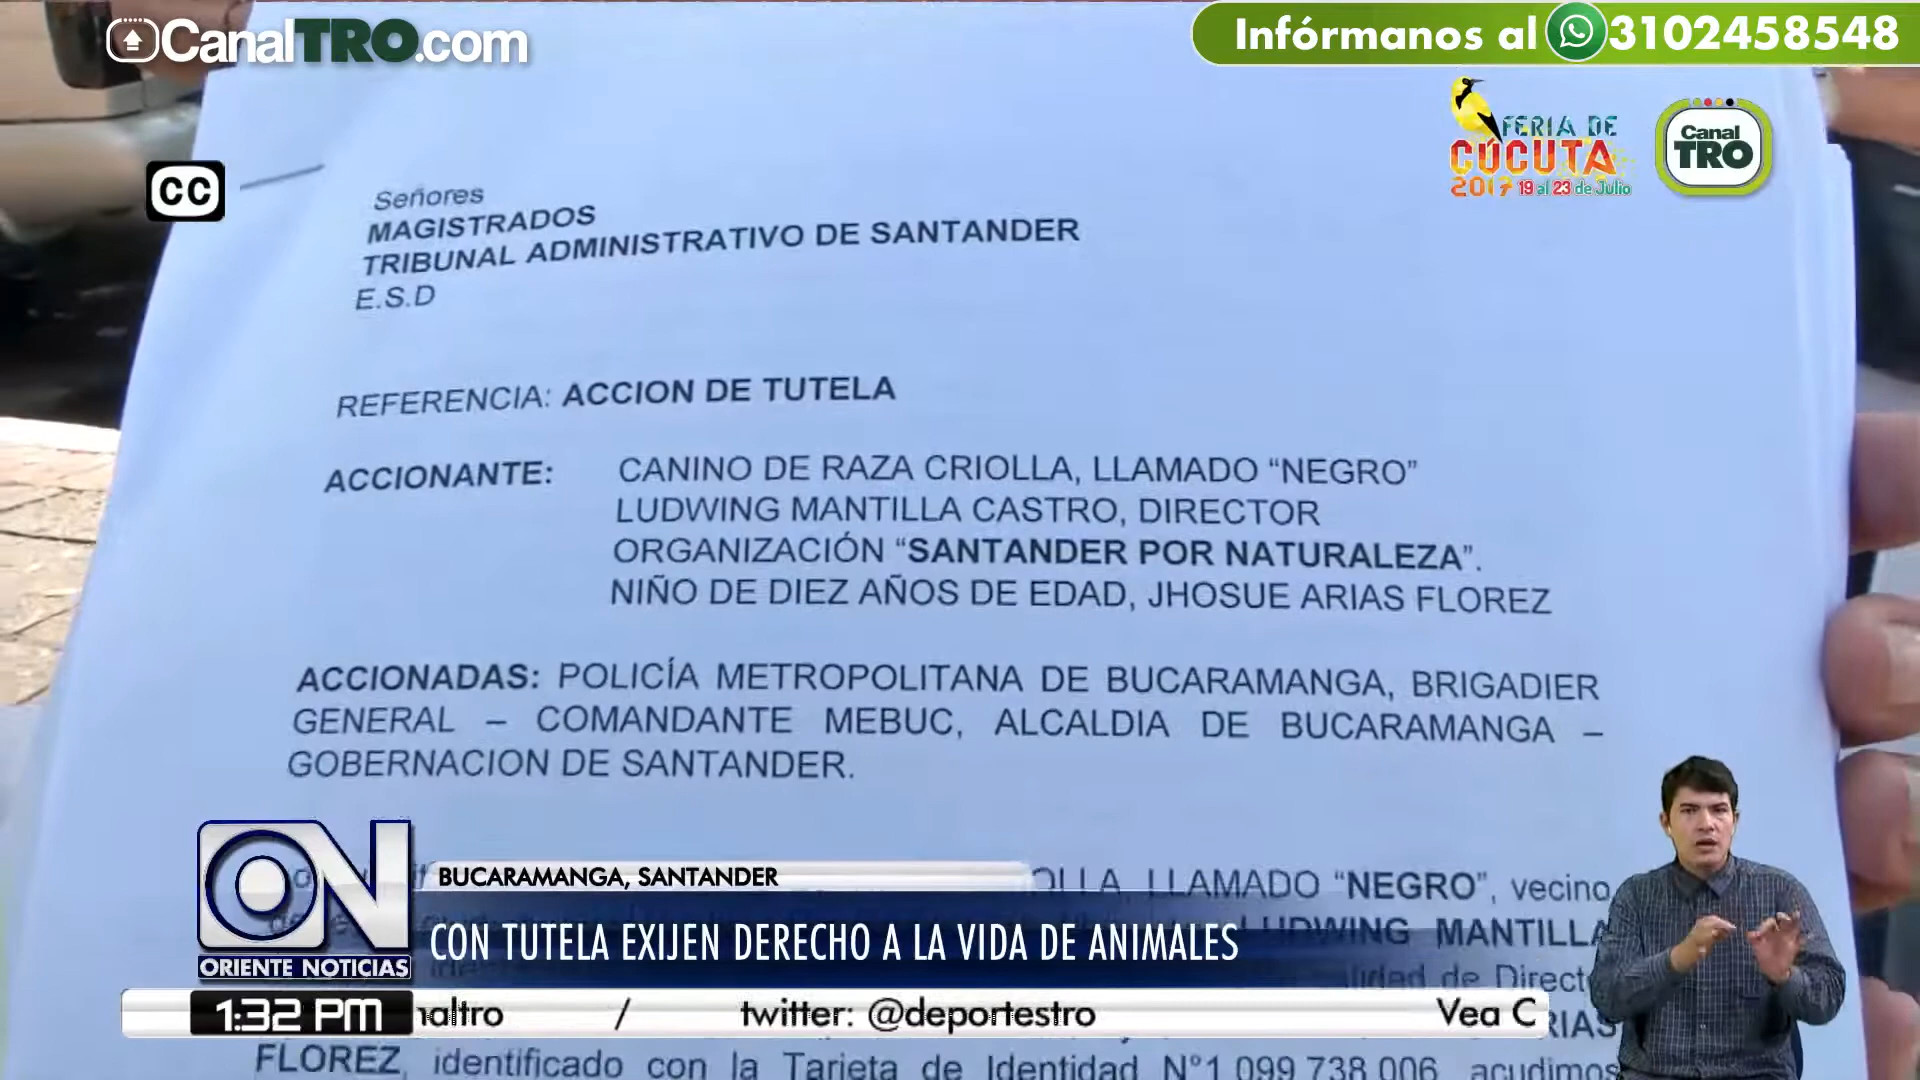 CanalTRO.com
Infórmanos al 3102458548
FERIA DE
CÚCUTA
2017 19 al 23 de Julio
Canal
TRO
CC
Señores
MAGISTRADOS
TRIBUNAL ADMINISTRATIVO DE SANTANDER
E.S.D
REFERENCIA: ACCION DE TUTELA
ACCIONANTE: CANINO DE RAZA CRIOLLA, LLAMADO “NEGRO”
LUDWING MANTILLA CASTRO, DIRECTOR
ORGANIZACIÓN “SANTANDER POR NATURALEZA”.
NIÑO DE DIEZ AÑOS DE EDAD, JHOSUE ARIAS FLOREZ
ACCIONADAS: POLICÍA METROPOLITANA DE BUCARAMANGA, BRIGADIER
GENERAL – COMANDANTE MEBUC, ALCALDIA DE BUCARAMANGA –
GOBERNACION DE SANTANDER.
LLAMADO “NEGRO”, vecino
LUDWING MANTILLA
de
ON
ORIENTE NOTICIAS
BUCARAMANGA, SANTANDER
CON TUTELA EXIJEN DERECHO A LA VIDA DE ANIMALES
1:32 PM
naltro / twitter: @deportestro Vea C
FLOREZ, identificado con la Tarjeta de Identidad N°1.099.738.006, acudimos